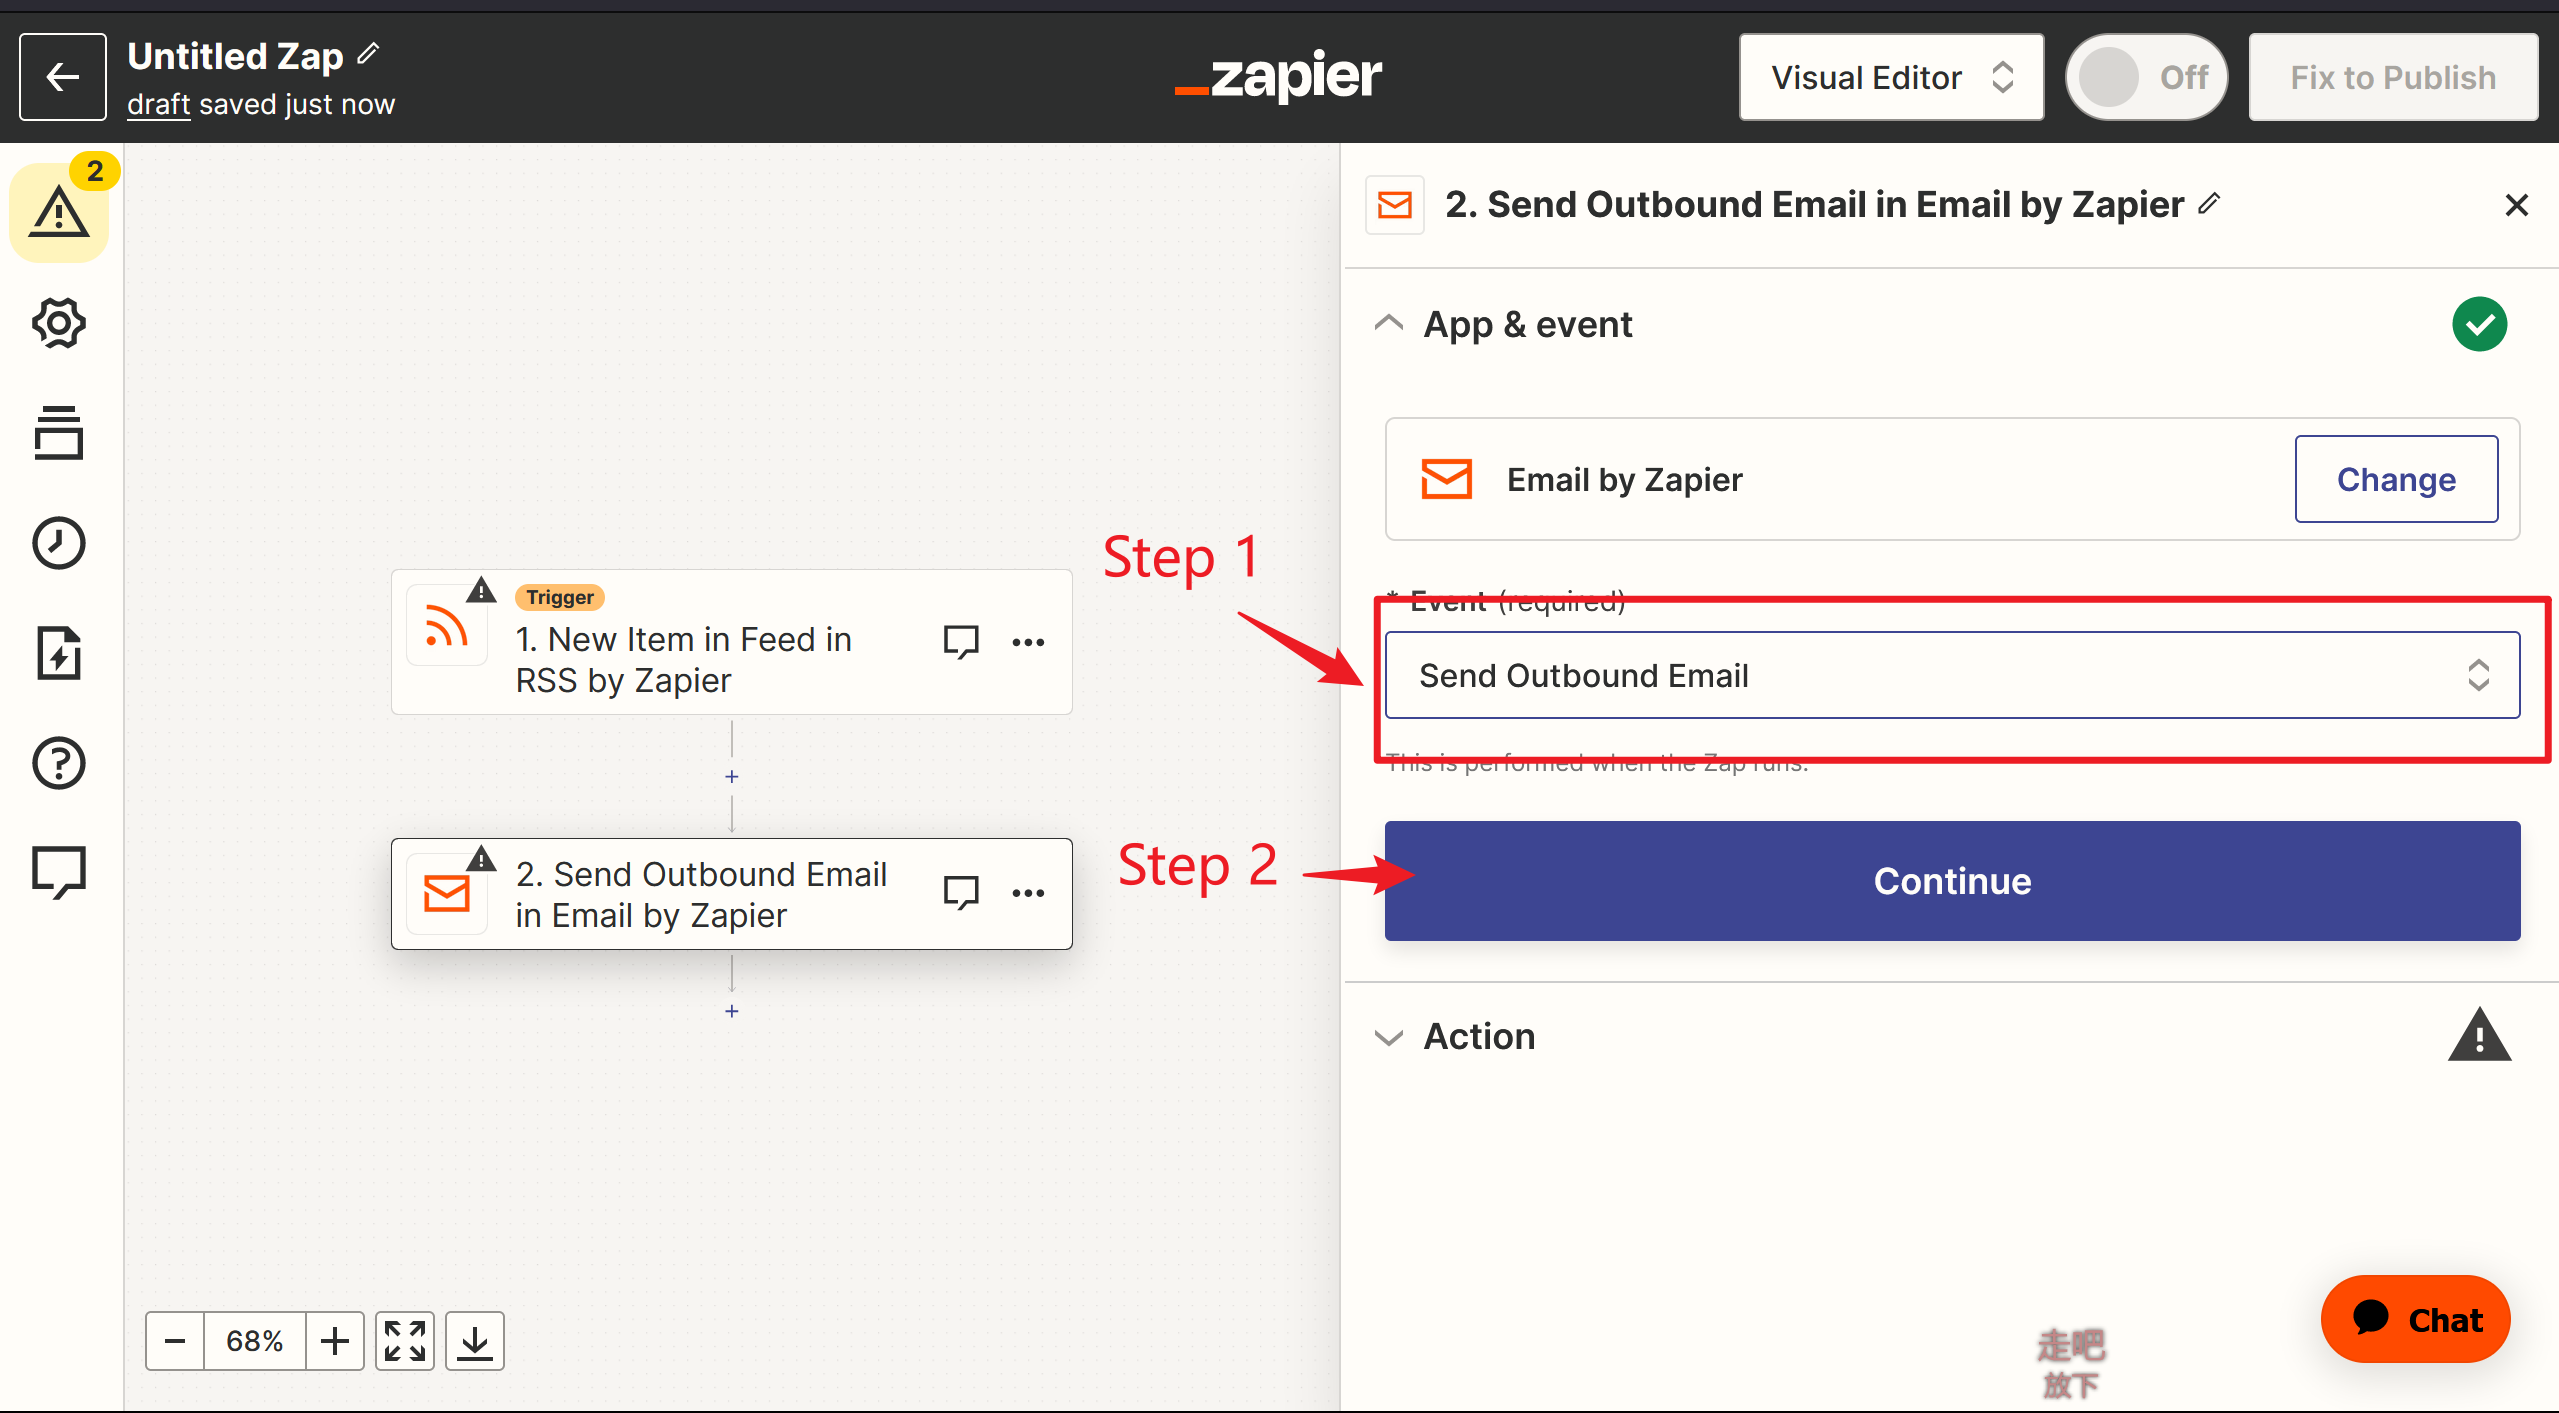 Untitled Zap
draft saved just now
zapier
Visual Editor
Off
Fix to Publish
2
2. Send Outbound Email in Email by Zapier
App & event
Email by Zapier
Change
Step 1
* Event (required)
Send Outbound Email
This is performed when the Zap runs.
Trigger
1. New Item in Feed in
RSS by Zapier
Step 2
Continue
2. Send Outbound Email
in Email by Zapier
Action
68%
Chat
走吧
放下